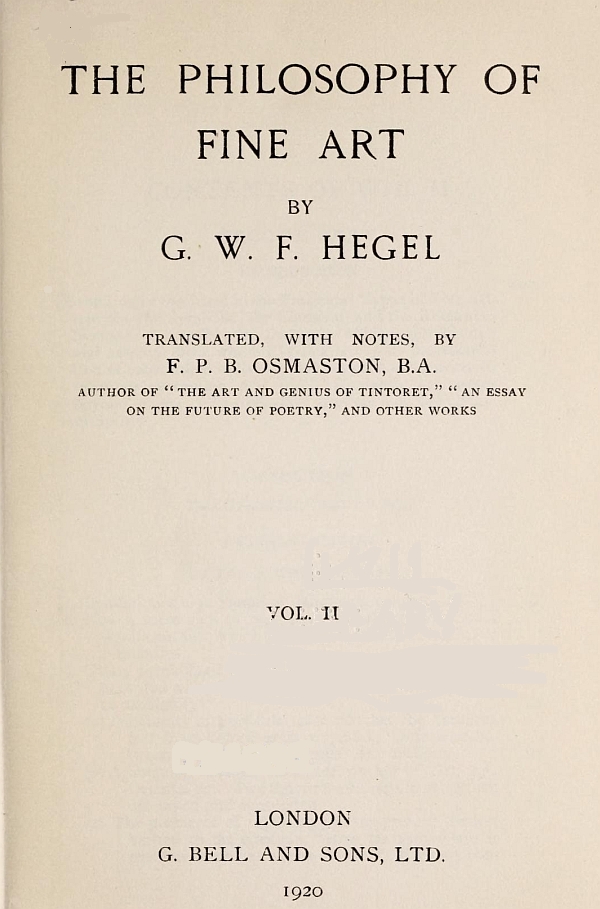 THE PHILOSOPHY OF
FINE ART
BY
G. W. F. HEGEL
TRANSLATED, WITH NOTES, BY
F. P. B. OSMASTON, B.A.
AUTHOR OF “THE ART AND GENIUS OF TINTORET,” “AN ESSAY
ON THE FUTURE OF POETRY,” AND OTHER WORKS
VOL. II
LONDON
G. BELL AND SONS, LTD.
1920